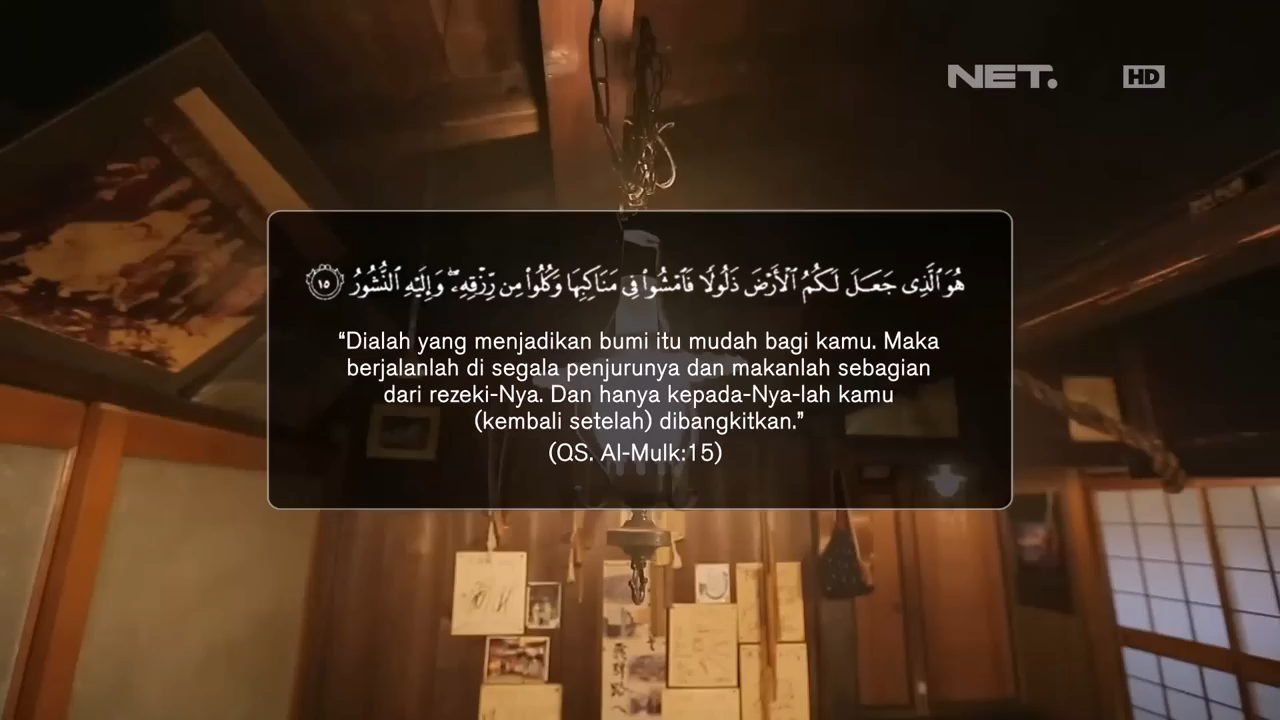 NET.
HD
هُوَ ٱلَّذِى جَعَلَ لَكُمُ ٱلْأَرْضَ ذَلُولًا فَٱمْشُوا۟ فِى مَنَاكِبِهَا وَكُلُوا۟ مِن رِّزْقِهِۦ ۖ وَإِلَيْهِ ٱلنُّشُورُ ١٥
“Dialah yang menjadikan bumi itu mudah bagi kamu. Maka
berjalanlah di segala penjurunya dan makanlah sebagian
dari rezeki-Nya. Dan hanya kepada-Nya-lah kamu
(kembali setelah) dibangkitkan.”
(QS. Al-Mulk:15)